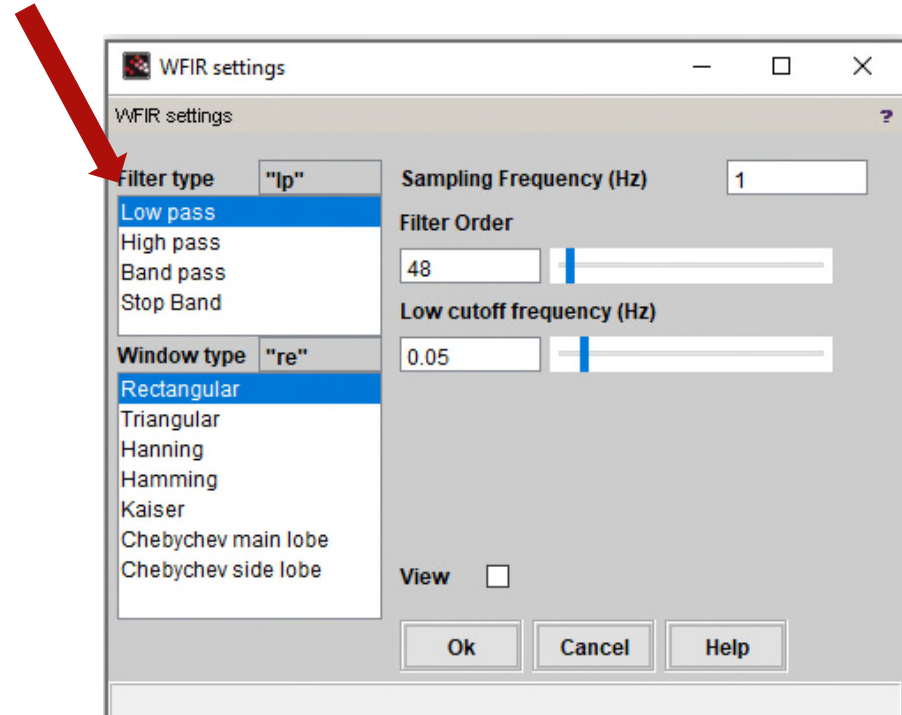 WFIR settings
WFIR settings ?
Filter type "lp"
Low pass
High pass
Band pass
Stop Band
Window type "re"
Rectangular
Triangular
Hanning
Hamming
Kaiser
Chebychev main lobe
Chebychev side lobe
Sampling Frequency (Hz) 1
Filter Order
48
Low cutoff frequency (Hz)
0.05
View
Ok Cancel Help